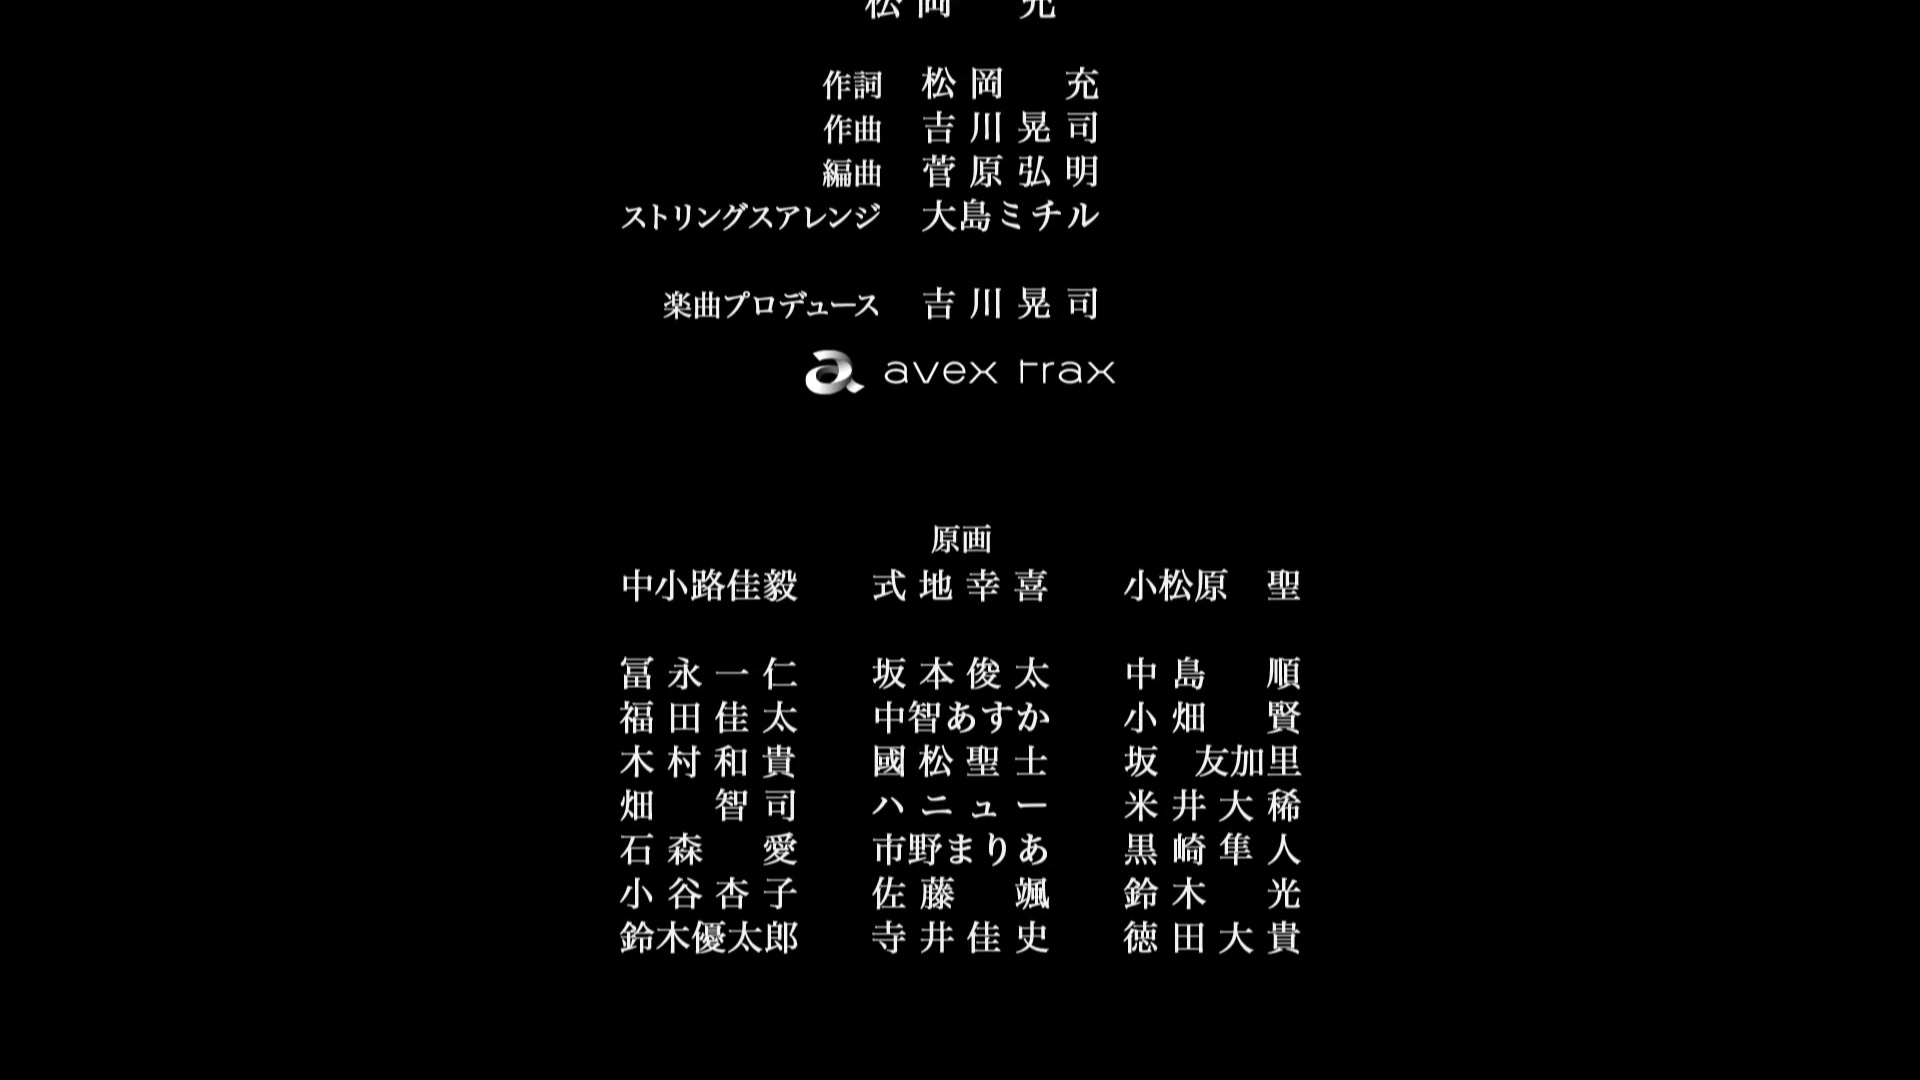 松岡　充
作詞　松岡　充
作曲　吉川晃司
編曲　菅原弘明
ストリングスアレンジ　大島ミチル
楽曲プロデュース　吉川晃司
avex trax
原画
中小路佳毅　式地幸喜　小松原　聖
冨永一仁　坂本俊太　中島　順
福田佳太　中智あすか　小畑　賢
木村和貴　國松聖士　坂　友加里
畑　智司　ハニュー　米井大稀
石森　愛　市野まりあ　黒崎隼人
小谷杏子　佐藤　颯　鈴木　光
鈴木優太郎　寺井佳史　徳田大貴